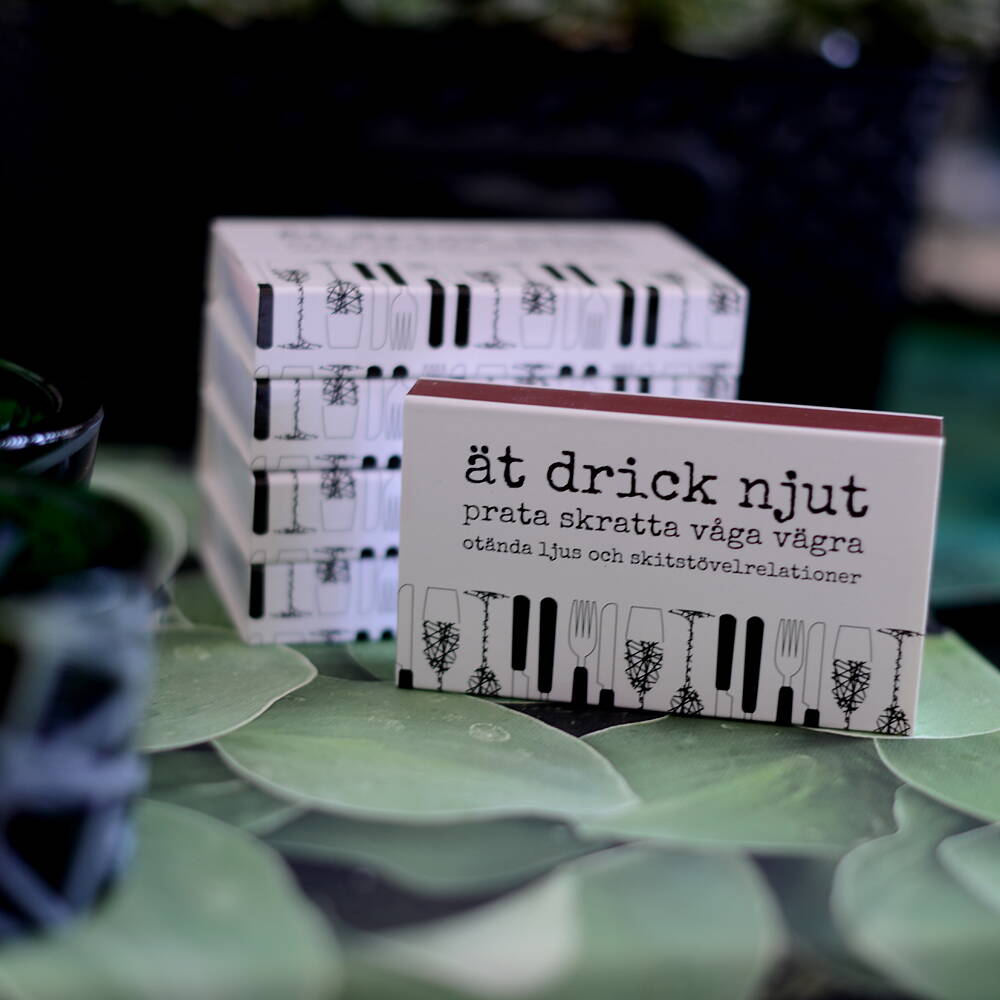 ät drick njut
prata skratta våga vägra
otända ljus och skitstövelrelationer